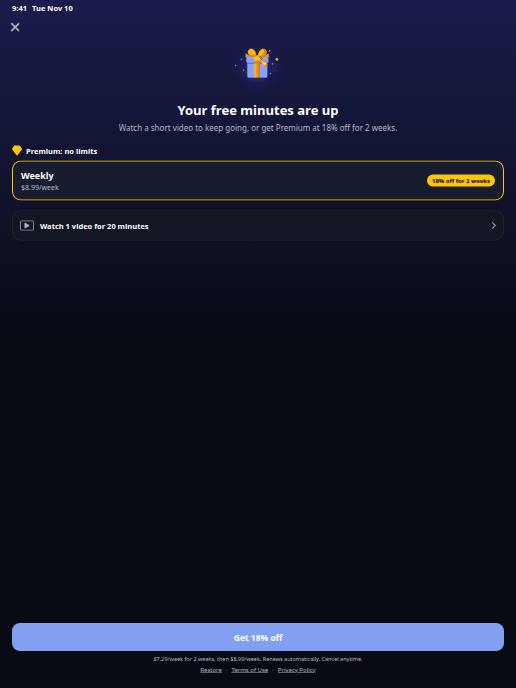 9:41 Tue Nov 10
Your free minutes are up
Watch a short video to keep going, or get Premium at 18% off for 2 weeks.
Premium: no limits
Weekly
$8.99/week
18% off for 2 weeks
Watch 1 video for 20 minutes
Get 18% off
$7.29/week for 2 weeks, then $8.99/week. Renews automatically. Cancel anytime.
Restore · Terms of Use · Privacy Policy